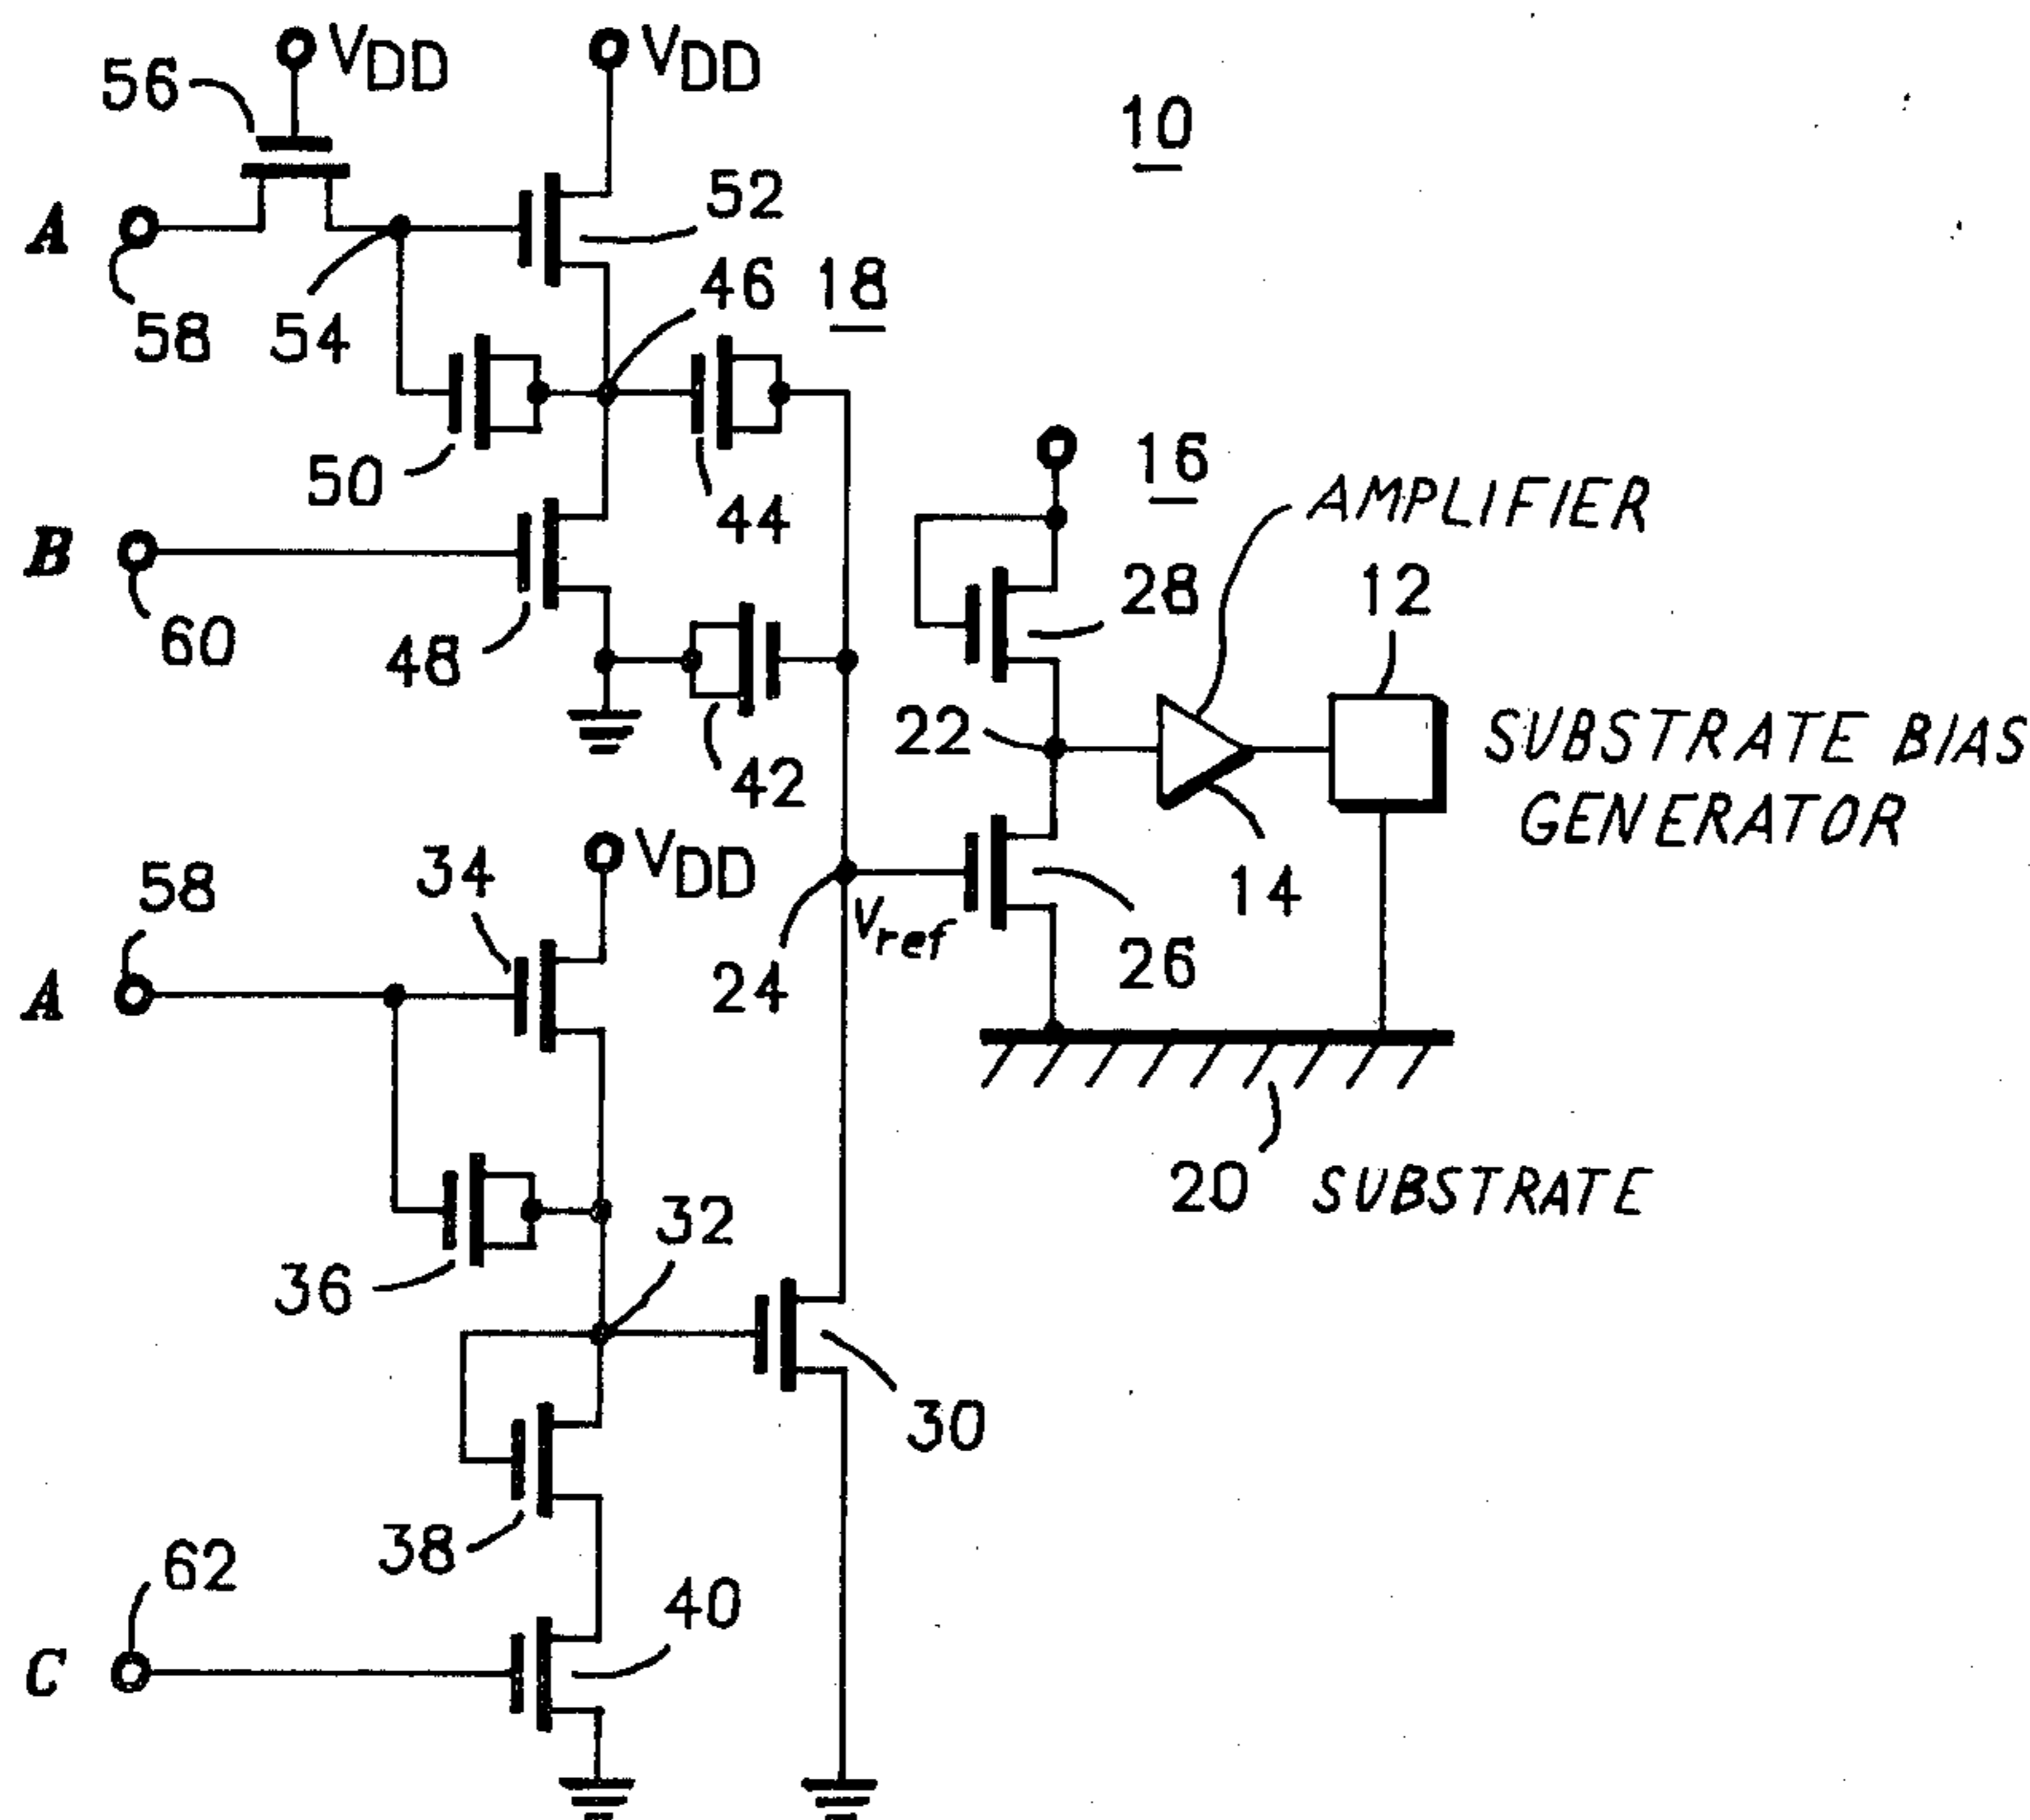 VDD
VDD
56
10
52
A
46
18
58
54
50
44
16
AMPLIFIER
B
28
12
60
48
22
SUBSTRATE BIAS
GENERATOR
42
34
VDD
58
14
Vref
24
26
A
20
SUBSTRATE
32
36
30
38
62
40
C